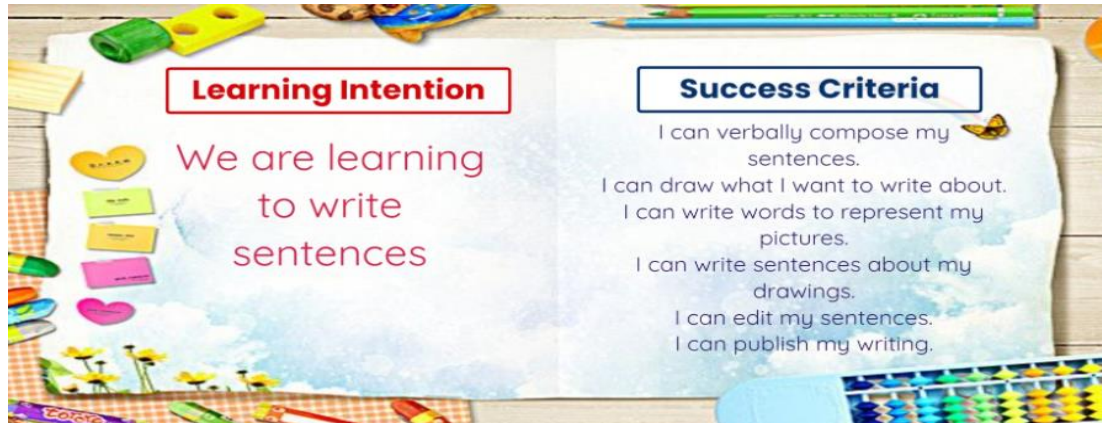 Learning Intention
We are learning
to write
sentences
Success Criteria
I can verbally compose my
sentences.
I can draw what I want to write about.
I can write words to represent my
pictures.
I can write sentences about my
drawings.
I can edit my sentences.
I can publish my writing.